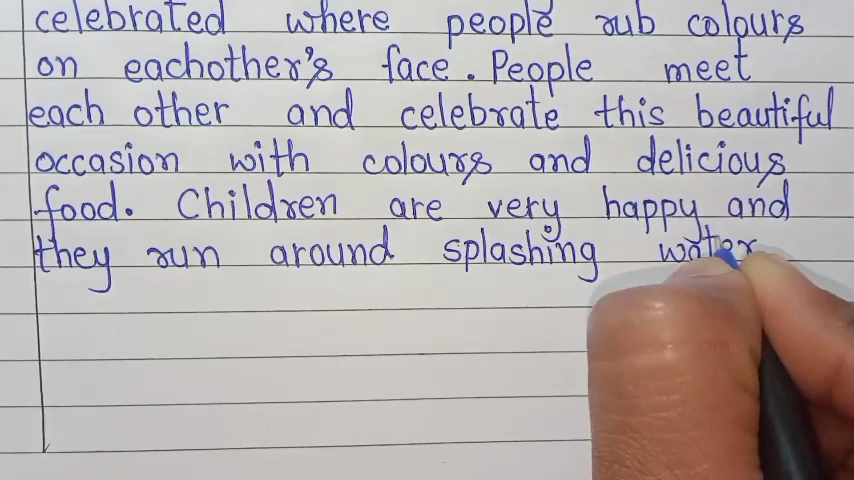 celebrated where people rub colours
on eachother's face. People meet
each other and celebrate this beautiful
occasion with colours and delicious
food. Children are very happy and
they run around splashing water